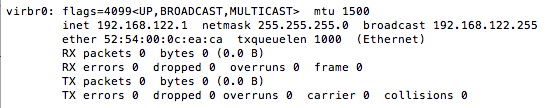 virbr0: flags=4099<UP,BROADCAST,MULTICAST>  mtu 1500
        inet 192.168.122.1  netmask 255.255.255.0  broadcast 192.168.122.255
        ether 52:54:00:0c:ea:ca  txqueuelen 1000  (Ethernet)
        RX packets 0  bytes 0 (0.0 B)
        RX errors 0  dropped 0  overruns 0  frame 0
        TX packets 0  bytes 0 (0.0 B)
        TX errors 0  dropped 0 overruns 0  carrier 0  collisions 0